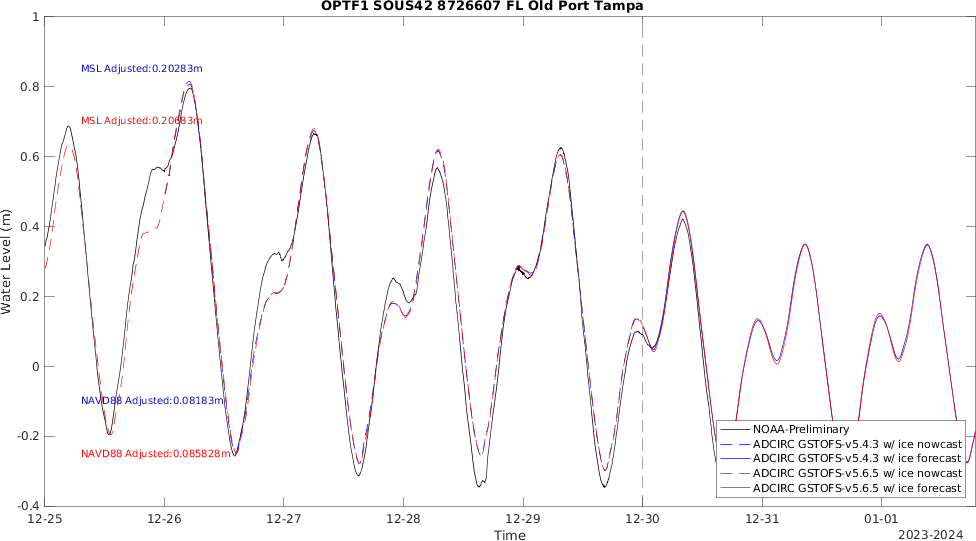 OPTF1 SOUS42 8726607 FL Old Port Tampa
Water Level (m)
1
0.8
0.6
0.4
0.2
0
-0.2
-0.4
MSL Adjusted:0.20283m
MSL Adjusted:0.20683m
NAVD88 Adjusted:0.08183m
NAVD88 Adjusted:0.085828m
NOAA-Preliminary
ADCIRC GSTOFS-v5.4.3 w/ ice nowcast
ADCIRC GSTOFS-v5.4.3 w/ ice forecast
ADCIRC GSTOFS-v5.6.5 w/ ice nowcast
ADCIRC GSTOFS-v5.6.5 w/ ice forecast
12-25 12-26 12-27 12-28 12-29 12-30 12-31 01-01
Time
2023-2024